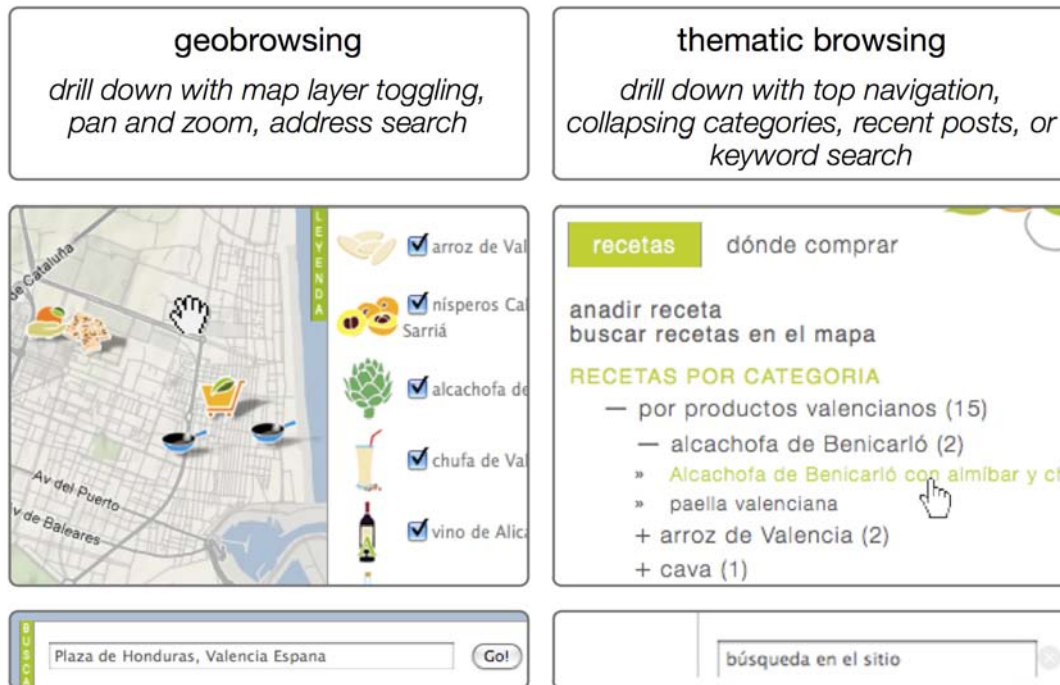 geobrowsing
drill down with map layer toggling,
pan and zoom, address search
thematic browsing
drill down with top navigation,
collapsing categories, recent posts, or
keyword search
de Cataluña
Av del Puerto
Av de Baleares
LEYENDA
arroz de Val
nísperos Cal
Sarriá
alcachofa de
chufa de Val
vino de Alica
recetas dónde comprar
anadir receta
buscar recetas en el mapa
RECETAS POR CATEGORIA
— por productos valencianos (15)
— alcachofa de Benicarló (2)
» Alcachofa de Benicarló con almíbar y ch
» paella valenciana
+ arroz de Valencia (2)
+ cava (1)
BUSCA
Plaza de Honduras, Valencia Espana Go!
búsqueda en el sitio